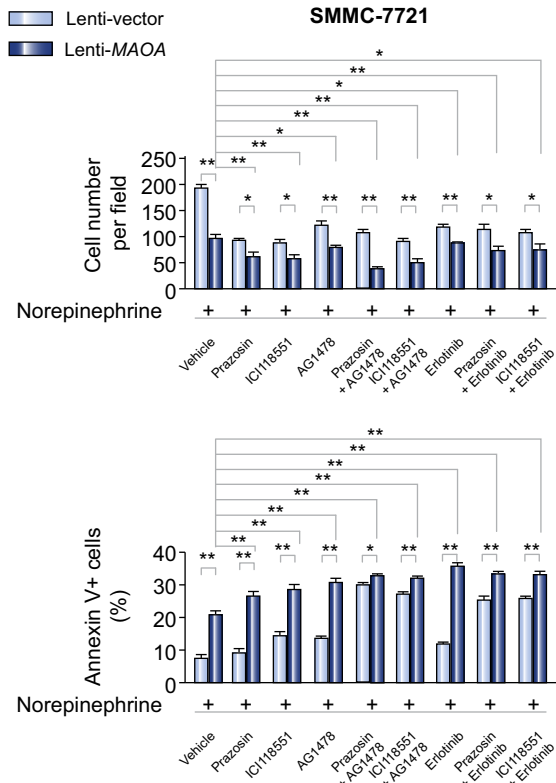 Lenti-vector
Lenti-MAOA
SMMC-7721
*
**
*
**
**
*
**
** **
* * ** ** ** ** * *
Cell number
per field
250
200
150
100
50
0
Norepinephrine + + + + + + + + +
Vehicle
Prazosin
ICI118551
AG1478
Prazosin
+ AG1478
ICI118551
+ AG1478
Erlotinib
Prazosin
+ Erlotinib
ICI118551
+ Erlotinib
**
**
**
**
**
**
**
**
** ** ** ** * ** ** ** **
Annexin V+ cells
(%)
40
30
20
10
0
Norepinephrine + + + + + + + + +
Vehicle
Prazosin
ICI118551
AG1478
Prazosin
+ AG1478
ICI118551
+ AG1478
Erlotinib
Prazosin
+ Erlotinib
ICI118551
+ Erlotinib